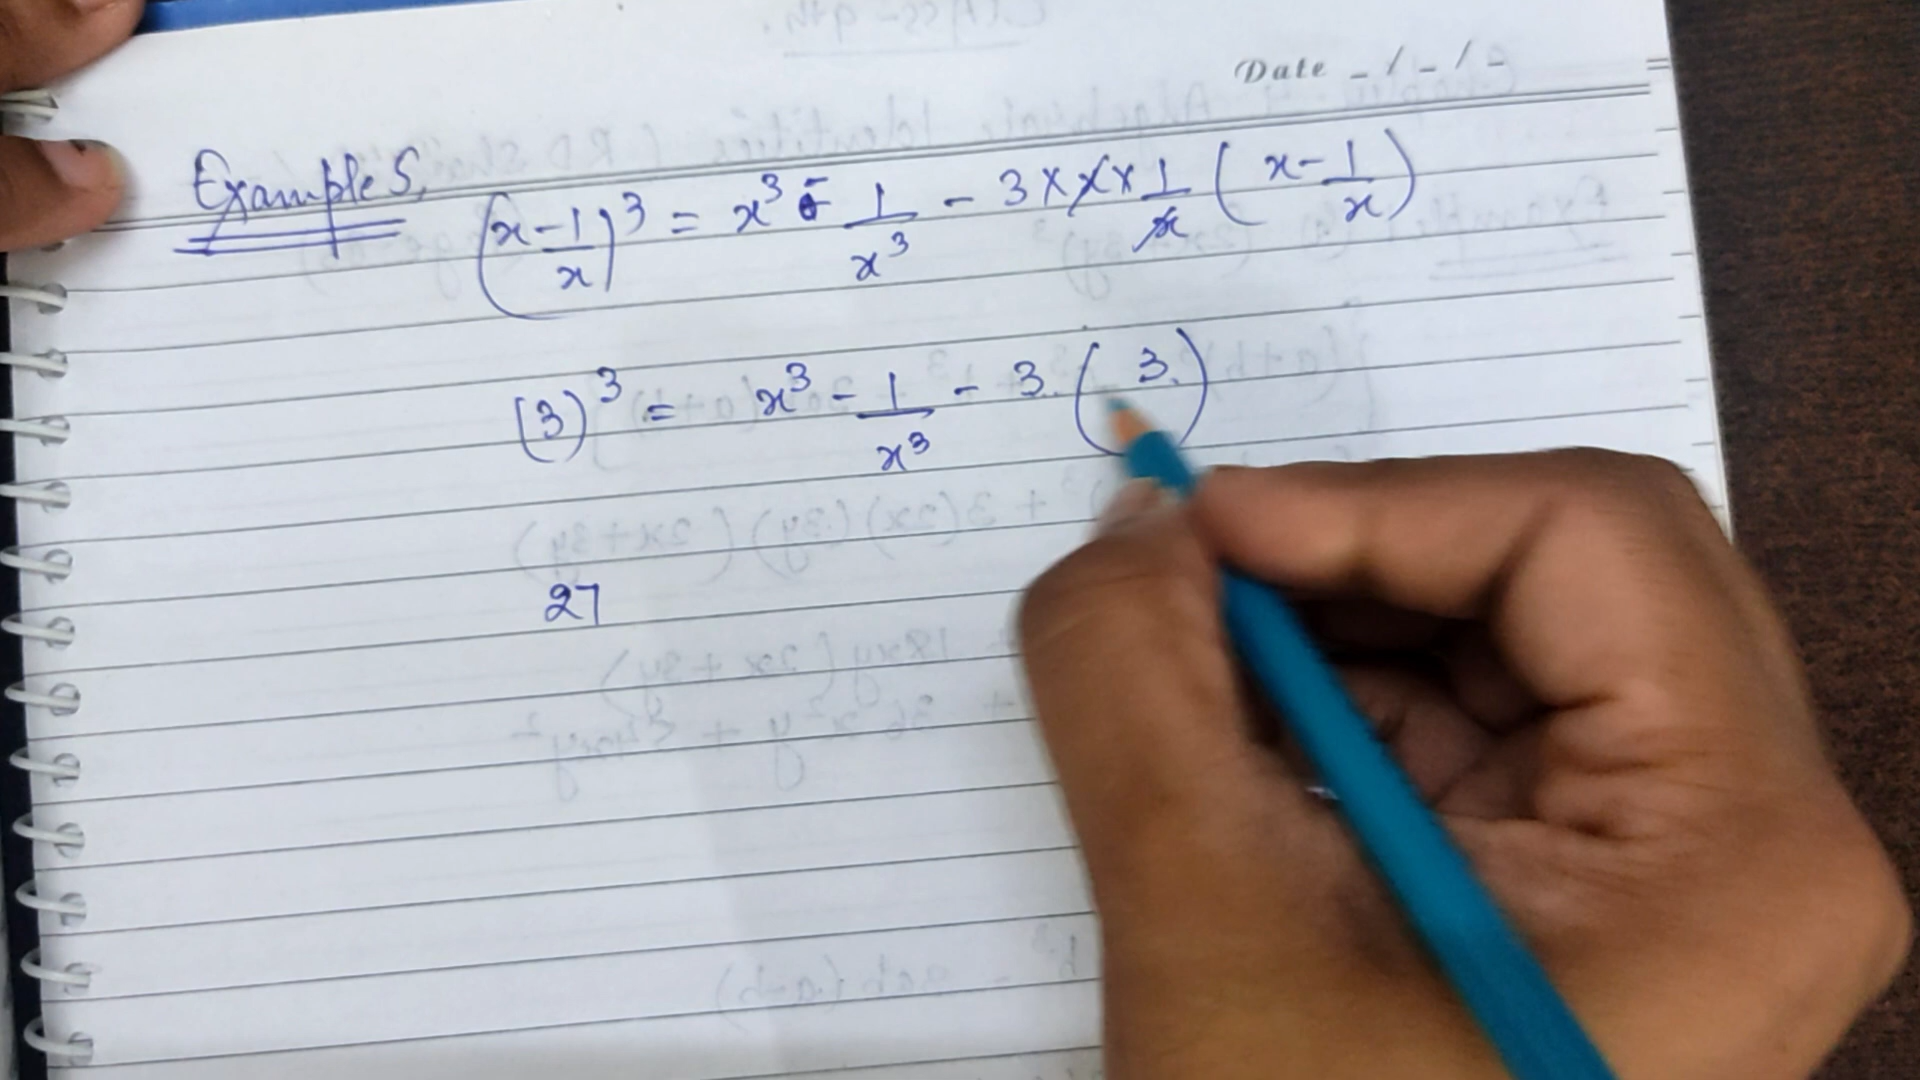 Date _ / _ / _
Example 5. (x - 1/x)³ = x³ - 1/x³ - 3 × x × 1/x (x - 1/x)
(3)³ = x³ - 1/x³ - 3. (3.)
27